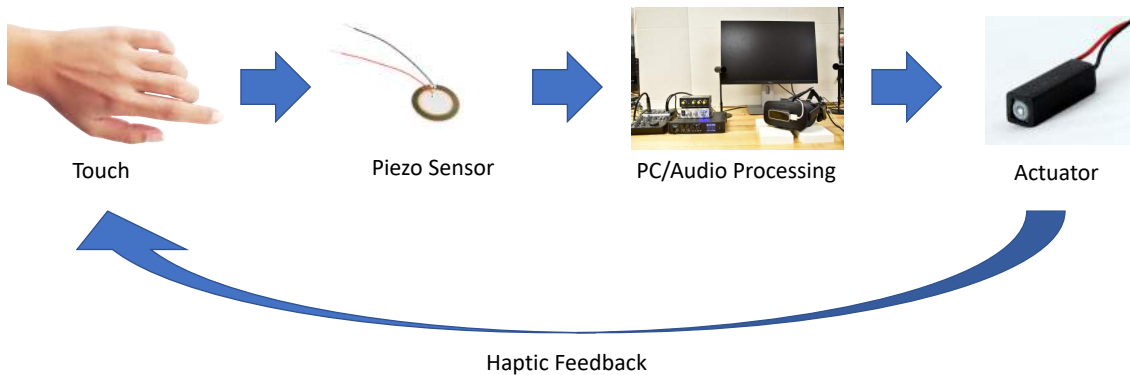 Touch
Piezo Sensor
PC/Audio Processing
Actuator
Haptic Feedback